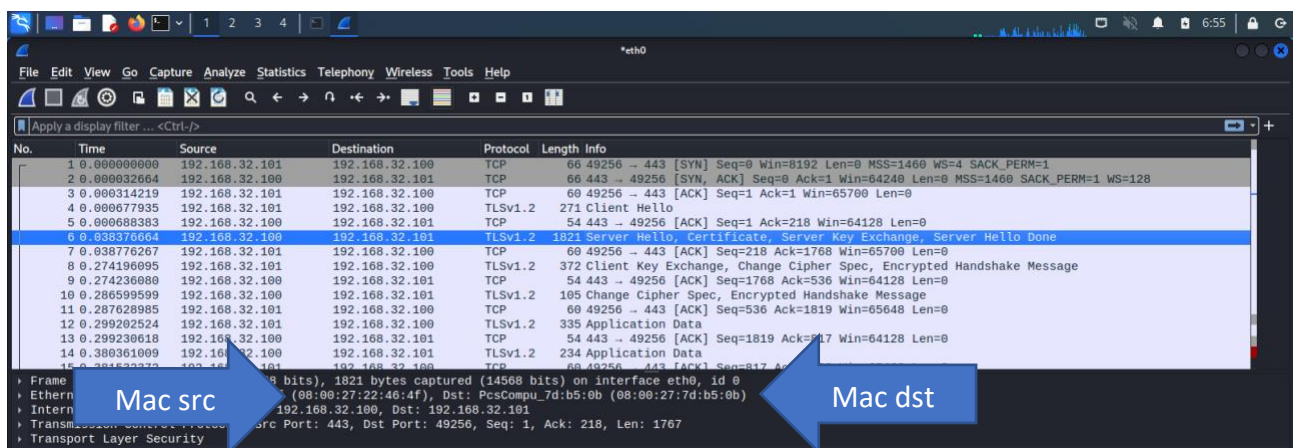 1 2 3 4 6:55
*eth0
File Edit View Go Capture Analyze Statistics Telephony Wireless Tools Help
Apply a display filter ... <Ctrl-/>
No. Time Source Destination Protocol Length Info
1 0.000000000 192.168.32.101 192.168.32.100 TCP 66 49256 → 443 [SYN] Seq=0 Win=8192 Len=0 MSS=1460 WS=4 SACK_PERM=1
2 0.000032664 192.168.32.100 192.168.32.101 TCP 66 443 → 49256 [SYN, ACK] Seq=0 Ack=1 Win=64240 Len=0 MSS=1460 SACK_PERM=1 WS=128
3 0.000314219 192.168.32.101 192.168.32.100 TCP 60 49256 → 443 [ACK] Seq=1 Ack=1 Win=65700 Len=0
4 0.000677935 192.168.32.101 192.168.32.100 TLSv1.2 271 Client Hello
5 0.000688383 192.168.32.100 192.168.32.101 TCP 54 443 → 49256 [ACK] Seq=1 Ack=218 Win=64128 Len=0
6 0.038376664 192.168.32.100 192.168.32.101 TLSv1.2 1821 Server Hello, Certificate, Server Key Exchange, Server Hello Done
7 0.038776267 192.168.32.101 192.168.32.100 TCP 60 49256 → 443 [ACK] Seq=218 Ack=1768 Win=65700 Len=0
8 0.274196095 192.168.32.101 192.168.32.100 TLSv1.2 372 Client Key Exchange, Change Cipher Spec, Encrypted Handshake Message
9 0.274236080 192.168.32.100 192.168.32.101 TCP 54 443 → 49256 [ACK] Seq=1768 Ack=536 Win=64128 Len=0
10 0.286599599 192.168.32.100 192.168.32.101 TLSv1.2 105 Change Cipher Spec, Encrypted Handshake Message
11 0.287628985 192.168.32.101 192.168.32.100 TCP 60 49256 → 443 [ACK] Seq=536 Ack=1819 Win=65648 Len=0
12 0.299202524 192.168.32.101 192.168.32.100 TLSv1.2 335 Application Data
13 0.299230618 192.168.32.100 192.168.32.101 TCP 54 443 → 49256 [ACK] Seq=1819 Ack=817 Win=64128 Len=0
14 0.380361009 192.168.32.100 192.168.32.101 TLSv1.2 234 Application Data
192.168.32.100 TCP 60 49256 → 443 [ACK] Seq=817
Frame bits), 1821 bytes captured (14568 bits) on interface eth0, id 0
Ethern (08:00:27:22:46:4f), Dst: PcsCompu_7d:b5:0b (08:00:27:7d:b5:0b)
Intern 192.168.32.100, Dst: 192.168.32.101
Src Port: 443, Dst Port: 49256, Seq: 1, Ack: 218, Len: 1767
Transport Layer Security
Mac src
Mac dst